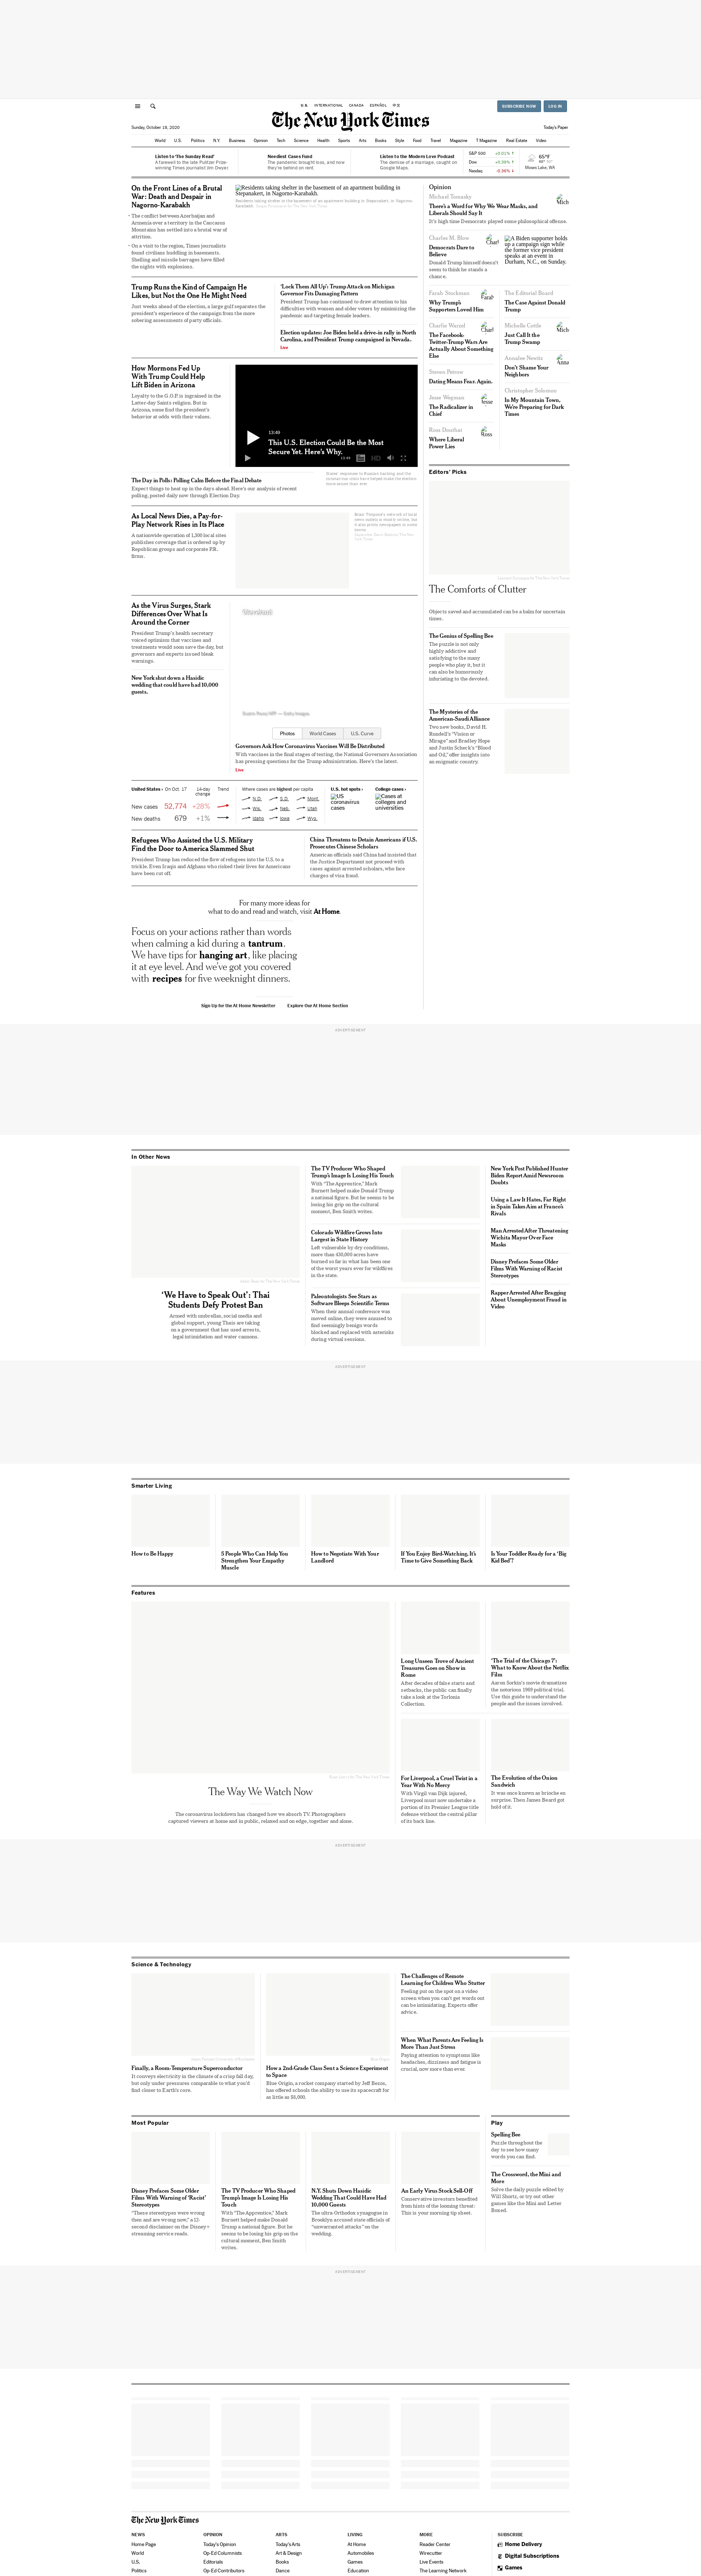 U.S.
INTERNATIONAL
CANADA
ESPAÑOL
中文
SUBSCRIBE NOW
LOG IN
The New York Times
Sunday, October 18, 2020
Today's Paper
World
U.S.
Politics
N.Y.
Business
Opinion
Tech
Science
Health
Sports
Arts
Books
Style
Food
Travel
Magazine
T Magazine
Real Estate
Video
Listen to 'The Sunday Read'
A farewell to the late Pulitzer Prize-
winning Times journalist Jim Dwyer.
Neediest Cases Fund
The pandemic brought loss, and now
they're behind on rent.
Listen to the Modern Love Podcast
The demise of a marriage, caught on
Google Maps.
S&P 500
Dow
Nasdaq
-0.36% ↓
65°F
Moses Lake, WA
On the Front Lines of a Brutal
War: Death and Despair in
Nagorno-Karabakh
· The conflict between Azerbaijan and
Armenia over a territory in the Caucasus
Mountains has settled into a brutal war of
attrition.
· On a visit to the region, Times journalists
found civilians huddling in basements.
Shelling and missile barrages have filled
the nights with explosions.
Residents taking shelter in the basement of an apartment building in
Stepanakert, in Nagorno-Karabakh.
Residents taking shelter in the basement of an apartment building in Stepanakert, in Nagorno-
Karabakh.
Trump Runs the Kind of Campaign He
Likes, but Not the One He Might Need
Just weeks ahead of the election, a large gulf separates the
president's experience of the campaign from the more
sobering assessments of party officials.
'Lock Them All Up': Trump Attack on Michigan
Governor Fits Damaging Pattern
President Trump has continued to draw attention to his
difficulties with women and older voters by minimizing the
pandemic and targeting female leaders.
Election updates: Joe Biden held a drive-in rally in North
Carolina, and President Trump campaigned in Nevada.
Live
How Mormons Fed Up
With Trump Could Help
Lift Biden in Arizona
Loyalty to the G.O.P. is ingrained in the
Latter-day Saints religion. But in
Arizona, some find the president's
behavior at odds with their values.
13:49
This U.S. Election Could Be the Most
Secure Yet. Here's Why.
13:49
HD
The Day in Polls: Polling Calm Before the Final Debate
Expect things to heat up in the days ahead. Here's our analysis of recent
polling, posted daily now through Election Day.
States' response to Russian hacking and the
coronavirus crisis have helped make the election
more secure than ever.
As Local News Dies, a Pay-for-
Play Network Rises in Its Place
A nationwide operation of 1,300 local sites
publishes coverage that is ordered up by
Republican groups and corporate P.R.
firms.
As the Virus Surges, Stark
Differences Over What Is
Around the Corner
President Trump's health secretary
voiced optimism that vaccines and
treatments would soon save the day, but
governors and experts issued bleak
warnings.
New York shut down a Hasidic
wedding that could have had 10,000
guests.
Photos
World Cases
U.S. Curve
Governors Ask How Coronavirus Vaccines Will Be Distributed
With vaccines in the final stages of testing, the National Governors Association
has pressing questions for the Trump administration. Here's the latest.
Live
United States › On Oct. 17
14-day
change
Trend
New cases 52,774 +28%
New deaths 679 +1%
Where cases are highest per capita
N.D.
S.D.
Mont.
Wis.
Neb.
Utah
Idaho
Iowa
Wyo.
U.S. hot spots ›
US
coronavirus
cases
College cases ›
Cases at
colleges and
universities
Refugees Who Assisted the U.S. Military
Find the Door to America Slammed Shut
President Trump has reduced the flow of refugees into the U.S. to a
trickle. Even Iraqis and Afghans who risked their lives for Americans
have been cut off.
China Threatens to Detain Americans if U.S.
Prosecutes Chinese Scholars
American officials said China had insisted that
the Justice Department not proceed with
cases against arrested scholars, who face
charges of visa fraud.
For many more ideas for
what to do and read and watch, visit At Home.
Focus on your actions rather than words
when calming a kid during a tantrum.
We have tips for hanging art, like placing
it at eye level. And we've got you covered
with recipes for five weeknight dinners.
Sign Up for the At Home Newsletter
Explore Our At Home Section
Opinion
Michael Tomasky
There's a Word for Why We Wear Masks, and
Liberals Should Say It
It's high time Democrats played some philosophical offense.
Mich
Charles M. Blow
Democrats Dare to
Believe
Donald Trump himself doesn't
seem to think he stands a
chance.
Charl
A Biden supporter holds
up a campaign sign while
the former vice president
speaks at an event in
Durham, N.C., on Sunday.
Farah Stockman
Why Trump's
Supporters Loved Him
Farah
The Editorial Board
The Case Against Donald
Trump
Charlie Warzel
The Facebook-
Twitter-Trump Wars Are
Actually About Something
Else
Charl
Michelle Cottle
Just Call It the
Trump Swamp
Mich
Annalee Newitz
Don't Shame Your
Neighbors
Anna
Steven Petrow
Dating Means Fear. Again.
Jesse Wegman
The Radicalizer in
Chief
Jesse
Christopher Solomon
In My Mountain Town,
We're Preparing for Dark
Times
Ross Douthat
Where Liberal
Power Lies
Ross
Editors' Picks
The Comforts of Clutter
Objects saved and accumulated can be a balm for uncertain
times.
The Genius of Spelling Bee
The puzzle is not only
highly addictive and
satisfying to the many
people who play it, but it
can also be humorously
infuriating to the devoted.
The Mysteries of the
American-Saudi Alliance
Two new books, David H.
Rundell's "Vision or
Mirage" and Bradley Hope
and Justin Scheck's "Blood
and Oil," offer insights into
an enigmatic country.
ADVERTISEMENT
In Other News
'We Have to Speak Out': Thai
Students Defy Protest Ban
Armed with umbrellas, social media and
global support, young Thais are taking
on a government that has used arrests,
legal intimidation and water cannons.
The TV Producer Who Shaped
Trump's Image Is Losing His Touch
With "The Apprentice," Mark
Burnett helped make Donald Trump
a national figure. But he seems to be
losing his grip on the cultural
moment, Ben Smith writes.
Colorado Wildfire Grows Into
Largest in State History
Left vulnerable by dry conditions,
more than 450,000 acres have
burned so far in what has been one
of the worst years ever for wildfires
in the state.
Paleontologists See Stars as
Software Bleeps Scientific Terms
When their annual conference was
moved online, they were amused to
find seemingly benign words
blocked and replaced with asterisks
during virtual sessions.
New York Post Published Hunter
Biden Report Amid Newsroom
Doubts
Using a Law It Hates, Far Right
in Spain Takes Aim at Franco's
Rivals
Man Arrested After Threatening
Wichita Mayor Over Face
Masks
Disney Prefaces Some Older
Films With Warning of Racist
Stereotypes
Rapper Arrested After Bragging
About Unemployment Fraud in
Video
ADVERTISEMENT
Smarter Living
How to Be Happy
5 People Who Can Help You
Strengthen Your Empathy
Muscle
How to Negotiate With Your
Landlord
If You Enjoy Bird-Watching, It's
Time to Give Something Back
Is Your Toddler Ready for a 'Big
Kid Bed'?
Features
The Way We Watch Now
The coronavirus lockdown has changed how we absorb TV. Photographers
captured viewers at home and in public, relaxed and on edge, together and alone.
Long Unseen Trove of Ancient
Treasures Goes on Show in
Rome
After decades of false starts and
setbacks, the public can finally
take a look at the Torlonia
Collection.
'The Trial of the Chicago 7':
What to Know About the Netflix
Film
Aaron Sorkin's movie dramatizes
the notorious 1969 political trial.
Use this guide to understand the
people and the issues involved.
For Liverpool, a Cruel Twist in a
Year With No Mercy
With Virgil van Dijk injured,
Liverpool must now undertake a
portion of its Premier League title
defense without the central pillar
of its back line.
The Evolution of the Onion
Sandwich
It was once known as brioche en
surprise. Then James Beard got
hold of it.
ADVERTISEMENT
Science & Technology
Finally, a Room-Temperature Superconductor
It conveys electricity in the climate of a crisp fall day,
but only under pressures comparable to what you'd
find closer to Earth's core.
How a 2nd-Grade Class Sent a Science Experiment
to Space
Blue Origin, a rocket company started by Jeff Bezos,
has offered schools the ability to use its spacecraft for
as little as $8,000.
The Challenges of Remote
Learning for Children Who Stutter
Feeling put on the spot on a video
screen when you can't get words out
can be intimidating. Experts offer
advice.
When What Parents Are Feeling Is
More Than Just Stress
Paying attention to symptoms like
headaches, dizziness and fatigue is
crucial, now more than ever.
Most Popular
Disney Prefaces Some Older
Films With Warning of 'Racist'
Stereotypes
"These stereotypes were wrong
then and are wrong now," a 12-
second disclaimer on the Disney+
streaming service reads.
The TV Producer Who Shaped
Trump's Image Is Losing His
Touch
With "The Apprentice," Mark
Burnett helped make Donald
Trump a national figure. But he
seems to be losing his grip on the
cultural moment, Ben Smith
writes.
N.Y. Shuts Down Hasidic
Wedding That Could Have Had
10,000 Guests
The ultra-Orthodox synagogue in
Brooklyn accused state officials of
"unwarranted attacks" on the
wedding.
An Early Virus Stock Sell-Off
Conservative investors benefited
from hints of the looming threat:
This is your morning tip sheet.
Play
Spelling Bee
Puzzle throughout the
day to see how many
words you can find.
The Crossword, the Mini and
More
Solve the daily puzzle edited by
Will Shortz, or try out other
games like the Mini and Letter
Boxed.
ADVERTISEMENT
The New York Times
NEWS
Home Page
World
U.S.
Politics
OPINION
Today's Opinion
Op-Ed Columnists
Editorials
Op-Ed Contributors
ARTS
Today's Arts
Art & Design
Books
Dance
LIVING
At Home
Automobiles
Games
Education
MORE
Reader Center
Wirecutter
Live Events
The Learning Network
SUBSCRIBE
Home Delivery
Digital Subscriptions
Games